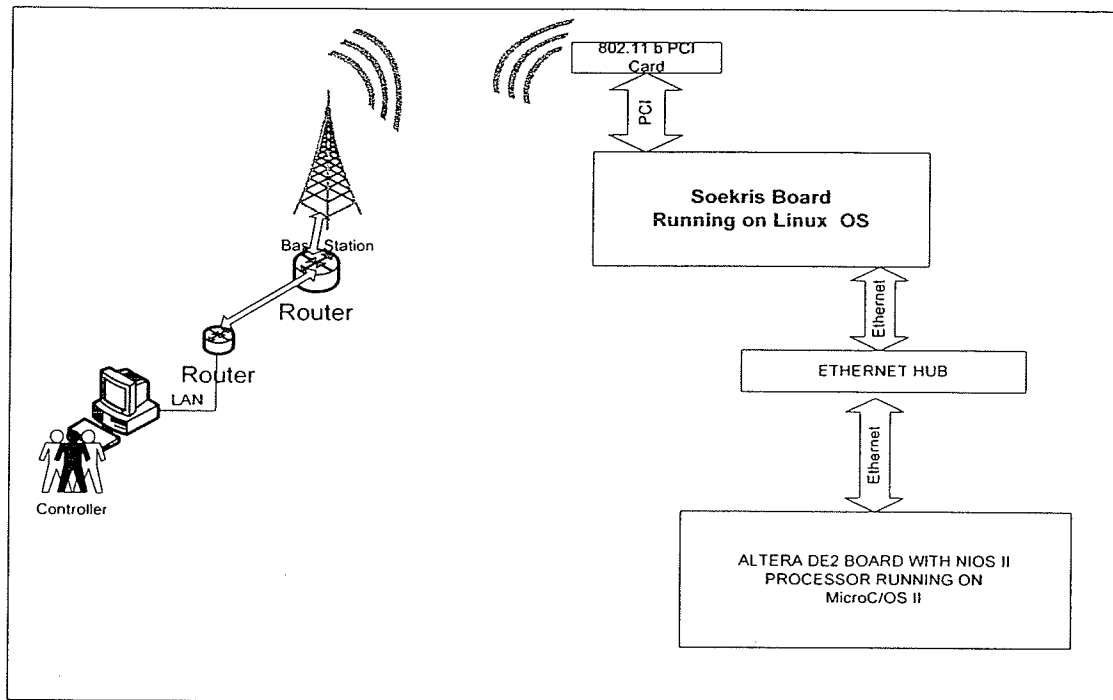 802.11 b PCI
Card
PCI
Soekris Board
Running on Linux OS
Ethernet
ETHERNET HUB
Ethernet
ALTERA DE2 BOARD WITH NIOS II
PROCESSOR RUNNING ON
MicroC/OS II
Base Station
Router
Router
LAN
Controller